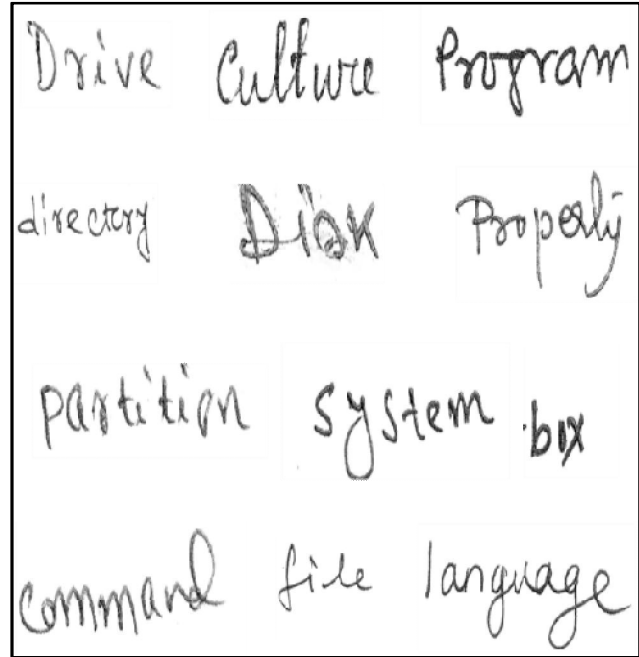 Drive Culture Program
directory Disk Property
partition system box
command file language